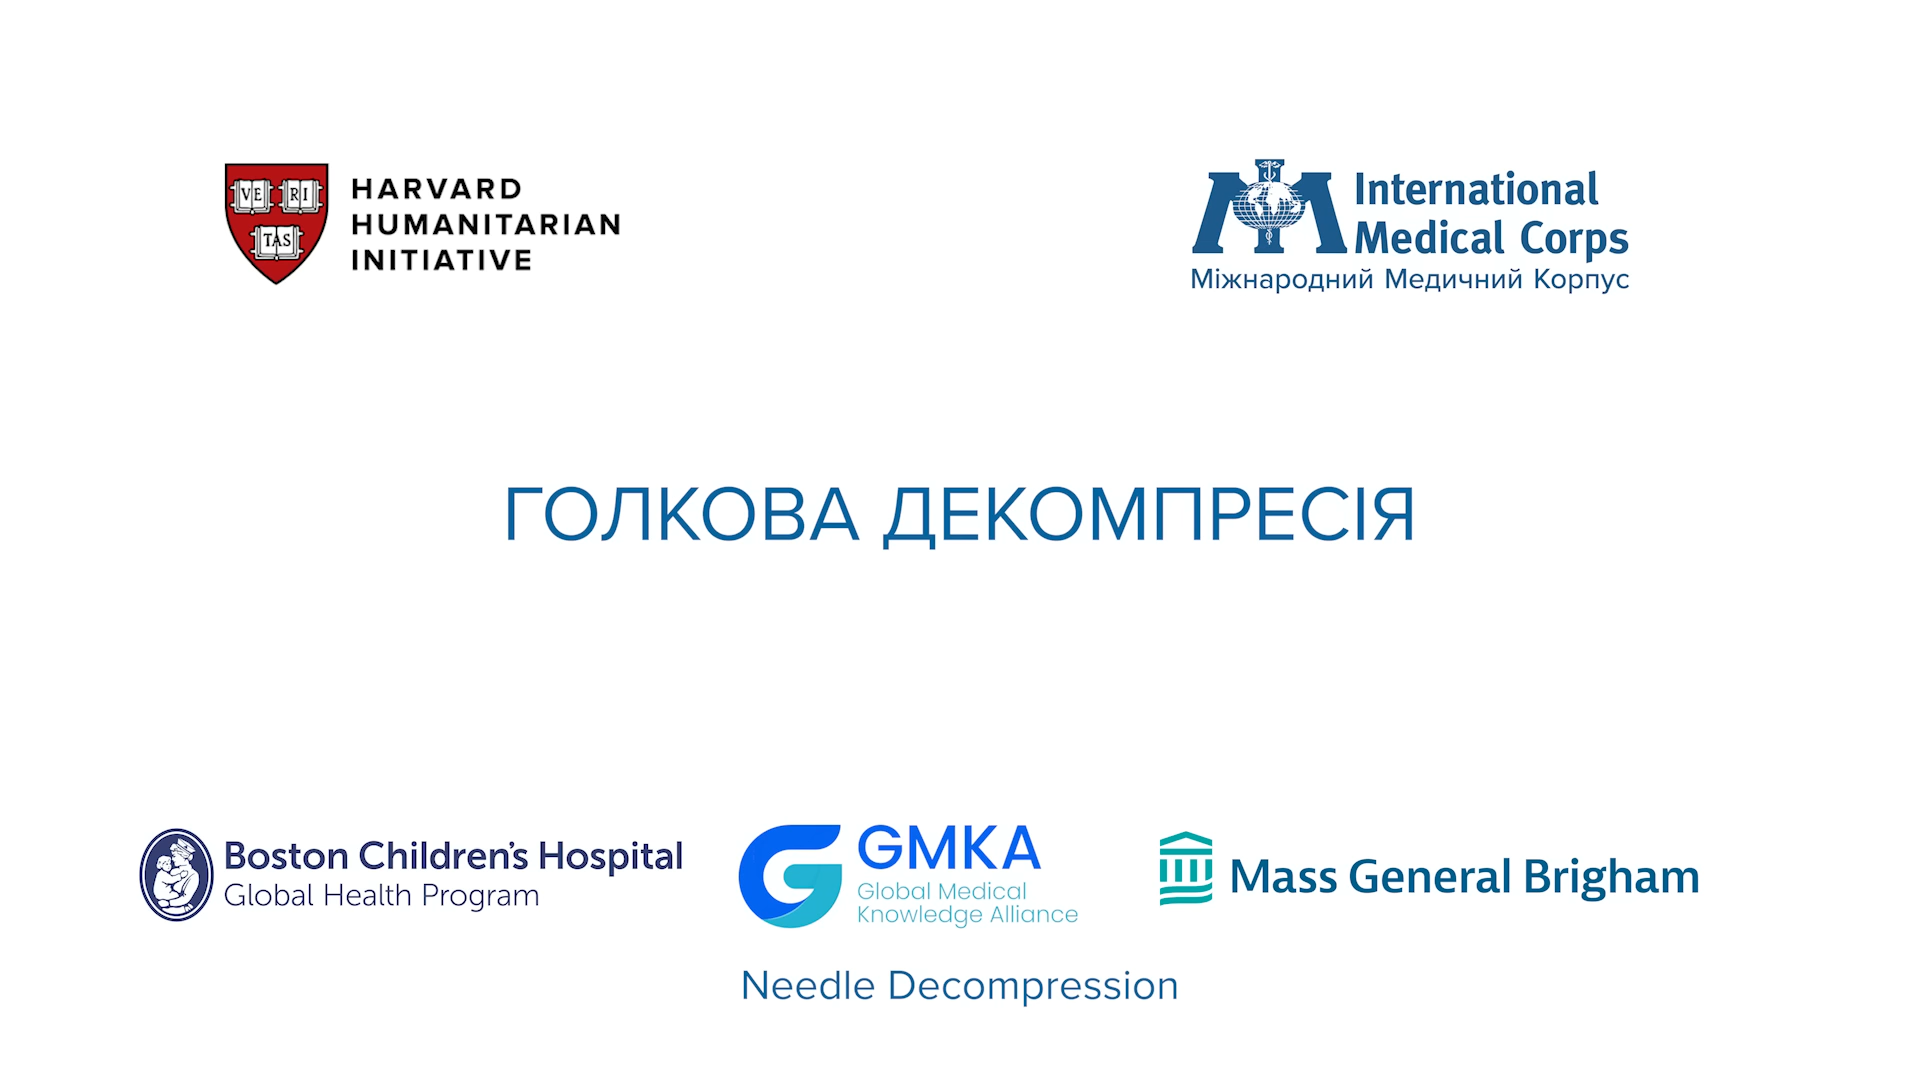 VE RI
TAS
HARVARD
HUMANITARIAN
INITIATIVE
International
Medical Corps
Міжнародний Медичний Корпус
ГОЛКОВА ДЕКОМПРЕСІЯ
Boston Children's Hospital
Global Health Program
GMKA
Global Medical
Knowledge Alliance
Mass General Brigham
Needle Decompression